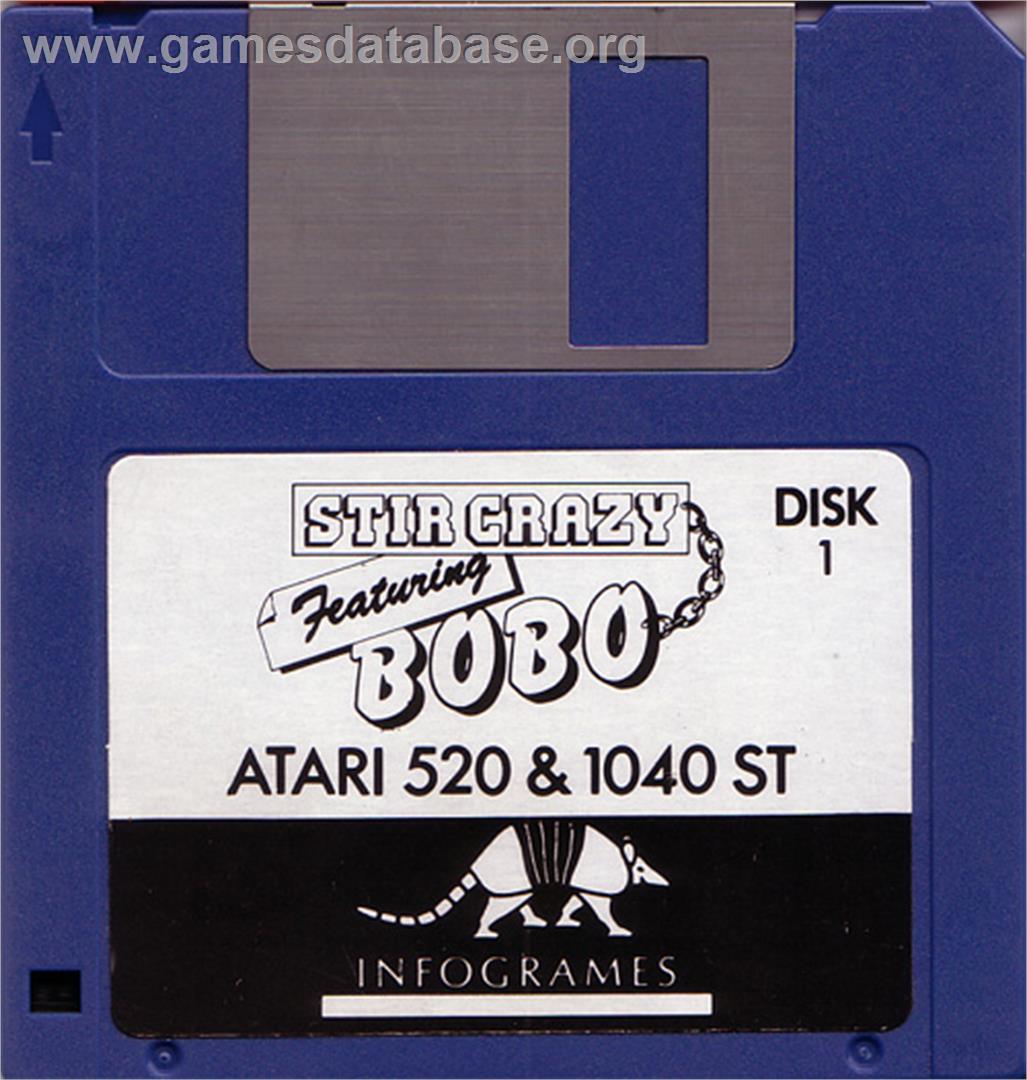 www.gamesdatabase.org
STIR CRAZY
DISK
1
Featuring
BOBO
ATARI 520 & 1040 ST
INFOGRAMES